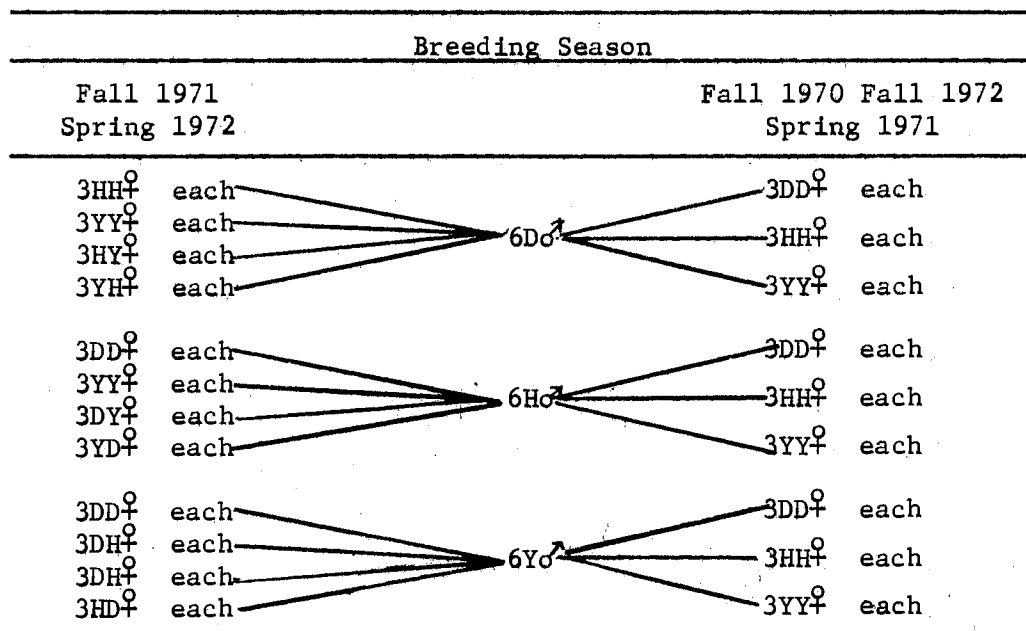 Breeding Season
Fall 1971 Fall 1970 Fall 1972
Spring 1972 Spring 1971
3HH♀ each 3DD♀ each
3YY♀ each
6D♂
3HY♀ each 3HH♀ each
3YH♀ each 3YY♀ each
3DD♀ each 3DD♀ each
3YY♀ each
6H♂ 3HH♀ each
3DY♀ each
3YD♀ each 3YY♀ each
3DD♀ each 3DD♀ each
3DH♀ each
6Y♂ 3HH♀ each
3DH♀ each
3HD♀ each 3YY♀ each